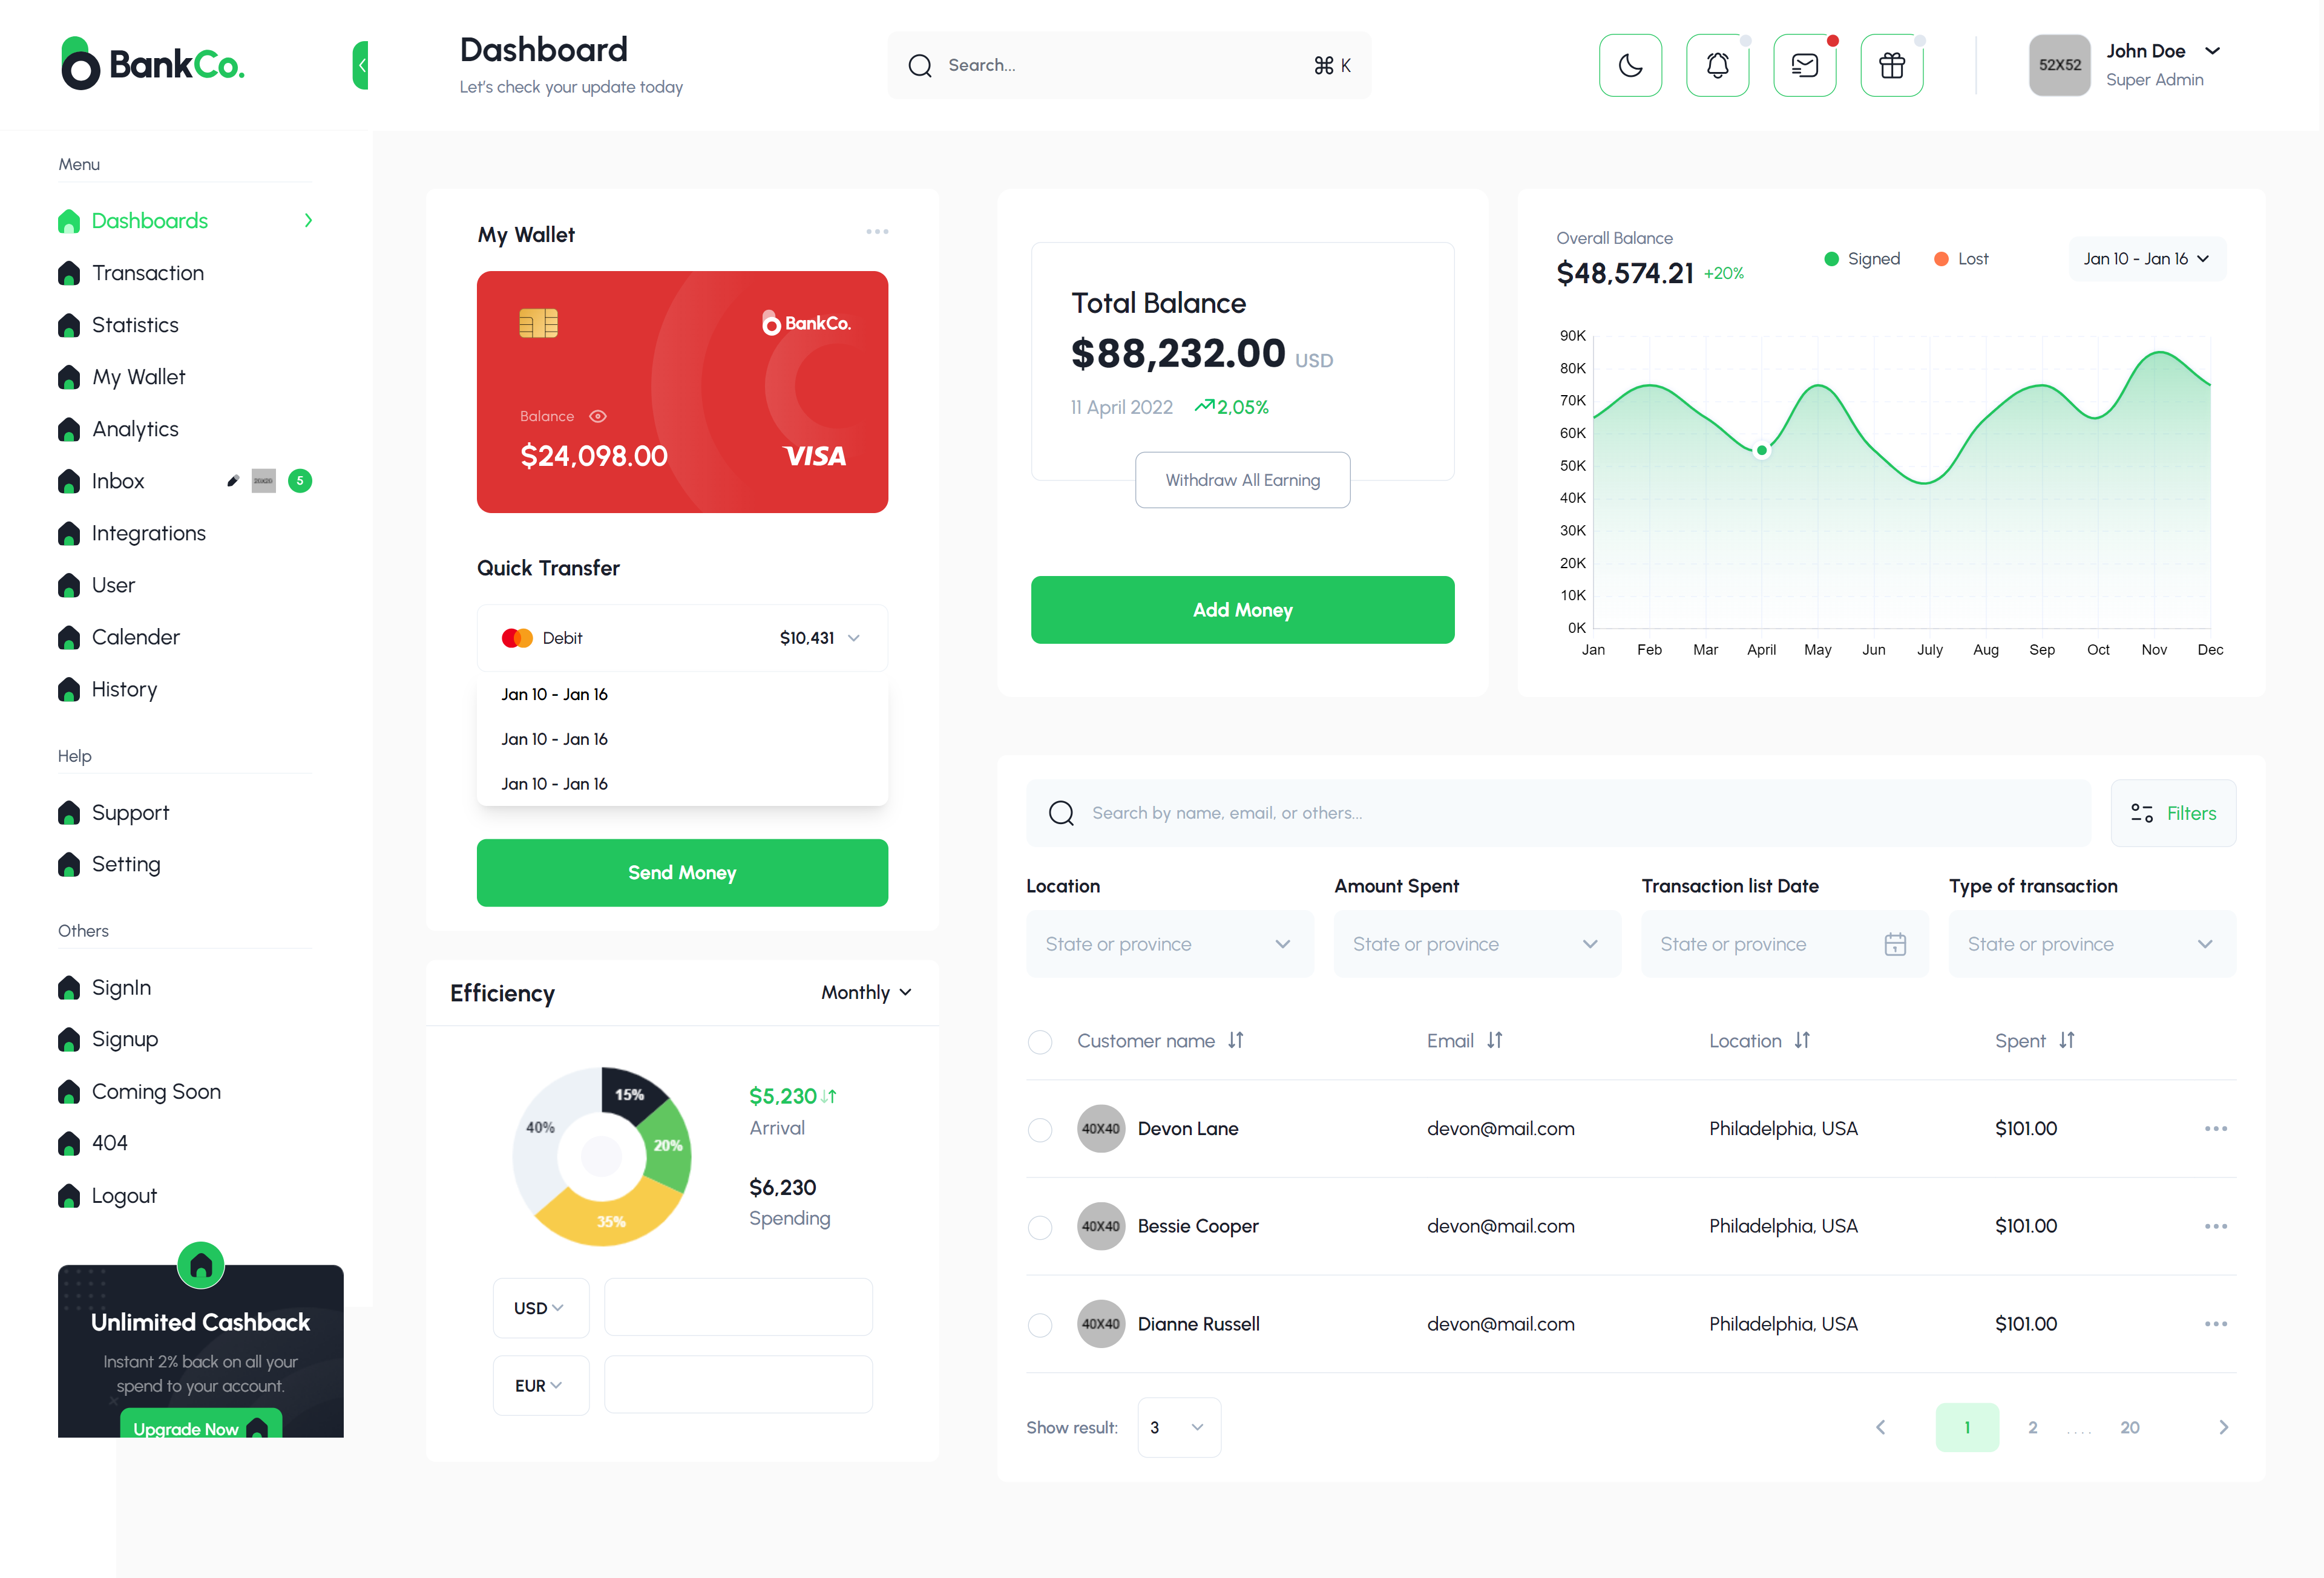 BankCo.
Dashboard
Let's check your update today
Search...
⌘ K
52X52
John Doe
Super Admin
Menu
Dashboards
Transaction
Statistics
My Wallet
Analytics
Inbox
20X20
5
Integrations
User
Calender
History
Help
Support
Setting
Others
SignIn
Signup
Coming Soon
404
Logout
Unlimited Cashback
Instant 2% back on all your
spend to your account.
Upgrade Now
My Wallet
BankCo.
Balance
$24,098.00
VISA
Quick Transfer
Debit
$10,431
Jan 10 - Jan 16
Jan 10 - Jan 16
Jan 10 - Jan 16
Send Money
Efficiency
Monthly
15%
20%
35%
40%
$5,230
Arrival
$6,230
Spending
USD
EUR
Total Balance
$88,232.00 USD
11 April 2022 2,05%
Withdraw All Earning
Add Money
Overall Balance
$48,574.21 +20%
Signed
Lost
Jan 10 - Jan 16
90K
80K
70K
60K
50K
40K
30K
20K
10K
0K
Jan Feb Mar April May Jun July Aug Sep Oct Nov Dec
Search by name, email, or others...
Filters
Location Amount Spent Transaction list Date Type of transaction
State or province State or province State or province State or province
Customer name Email Location Spent
40X40 Devon Lane devon@mail.com Philadelphia, USA $101.00
40X40 Bessie Cooper devon@mail.com Philadelphia, USA $101.00
40X40 Dianne Russell devon@mail.com Philadelphia, USA $101.00
Show result: 3
1 2 .... 20